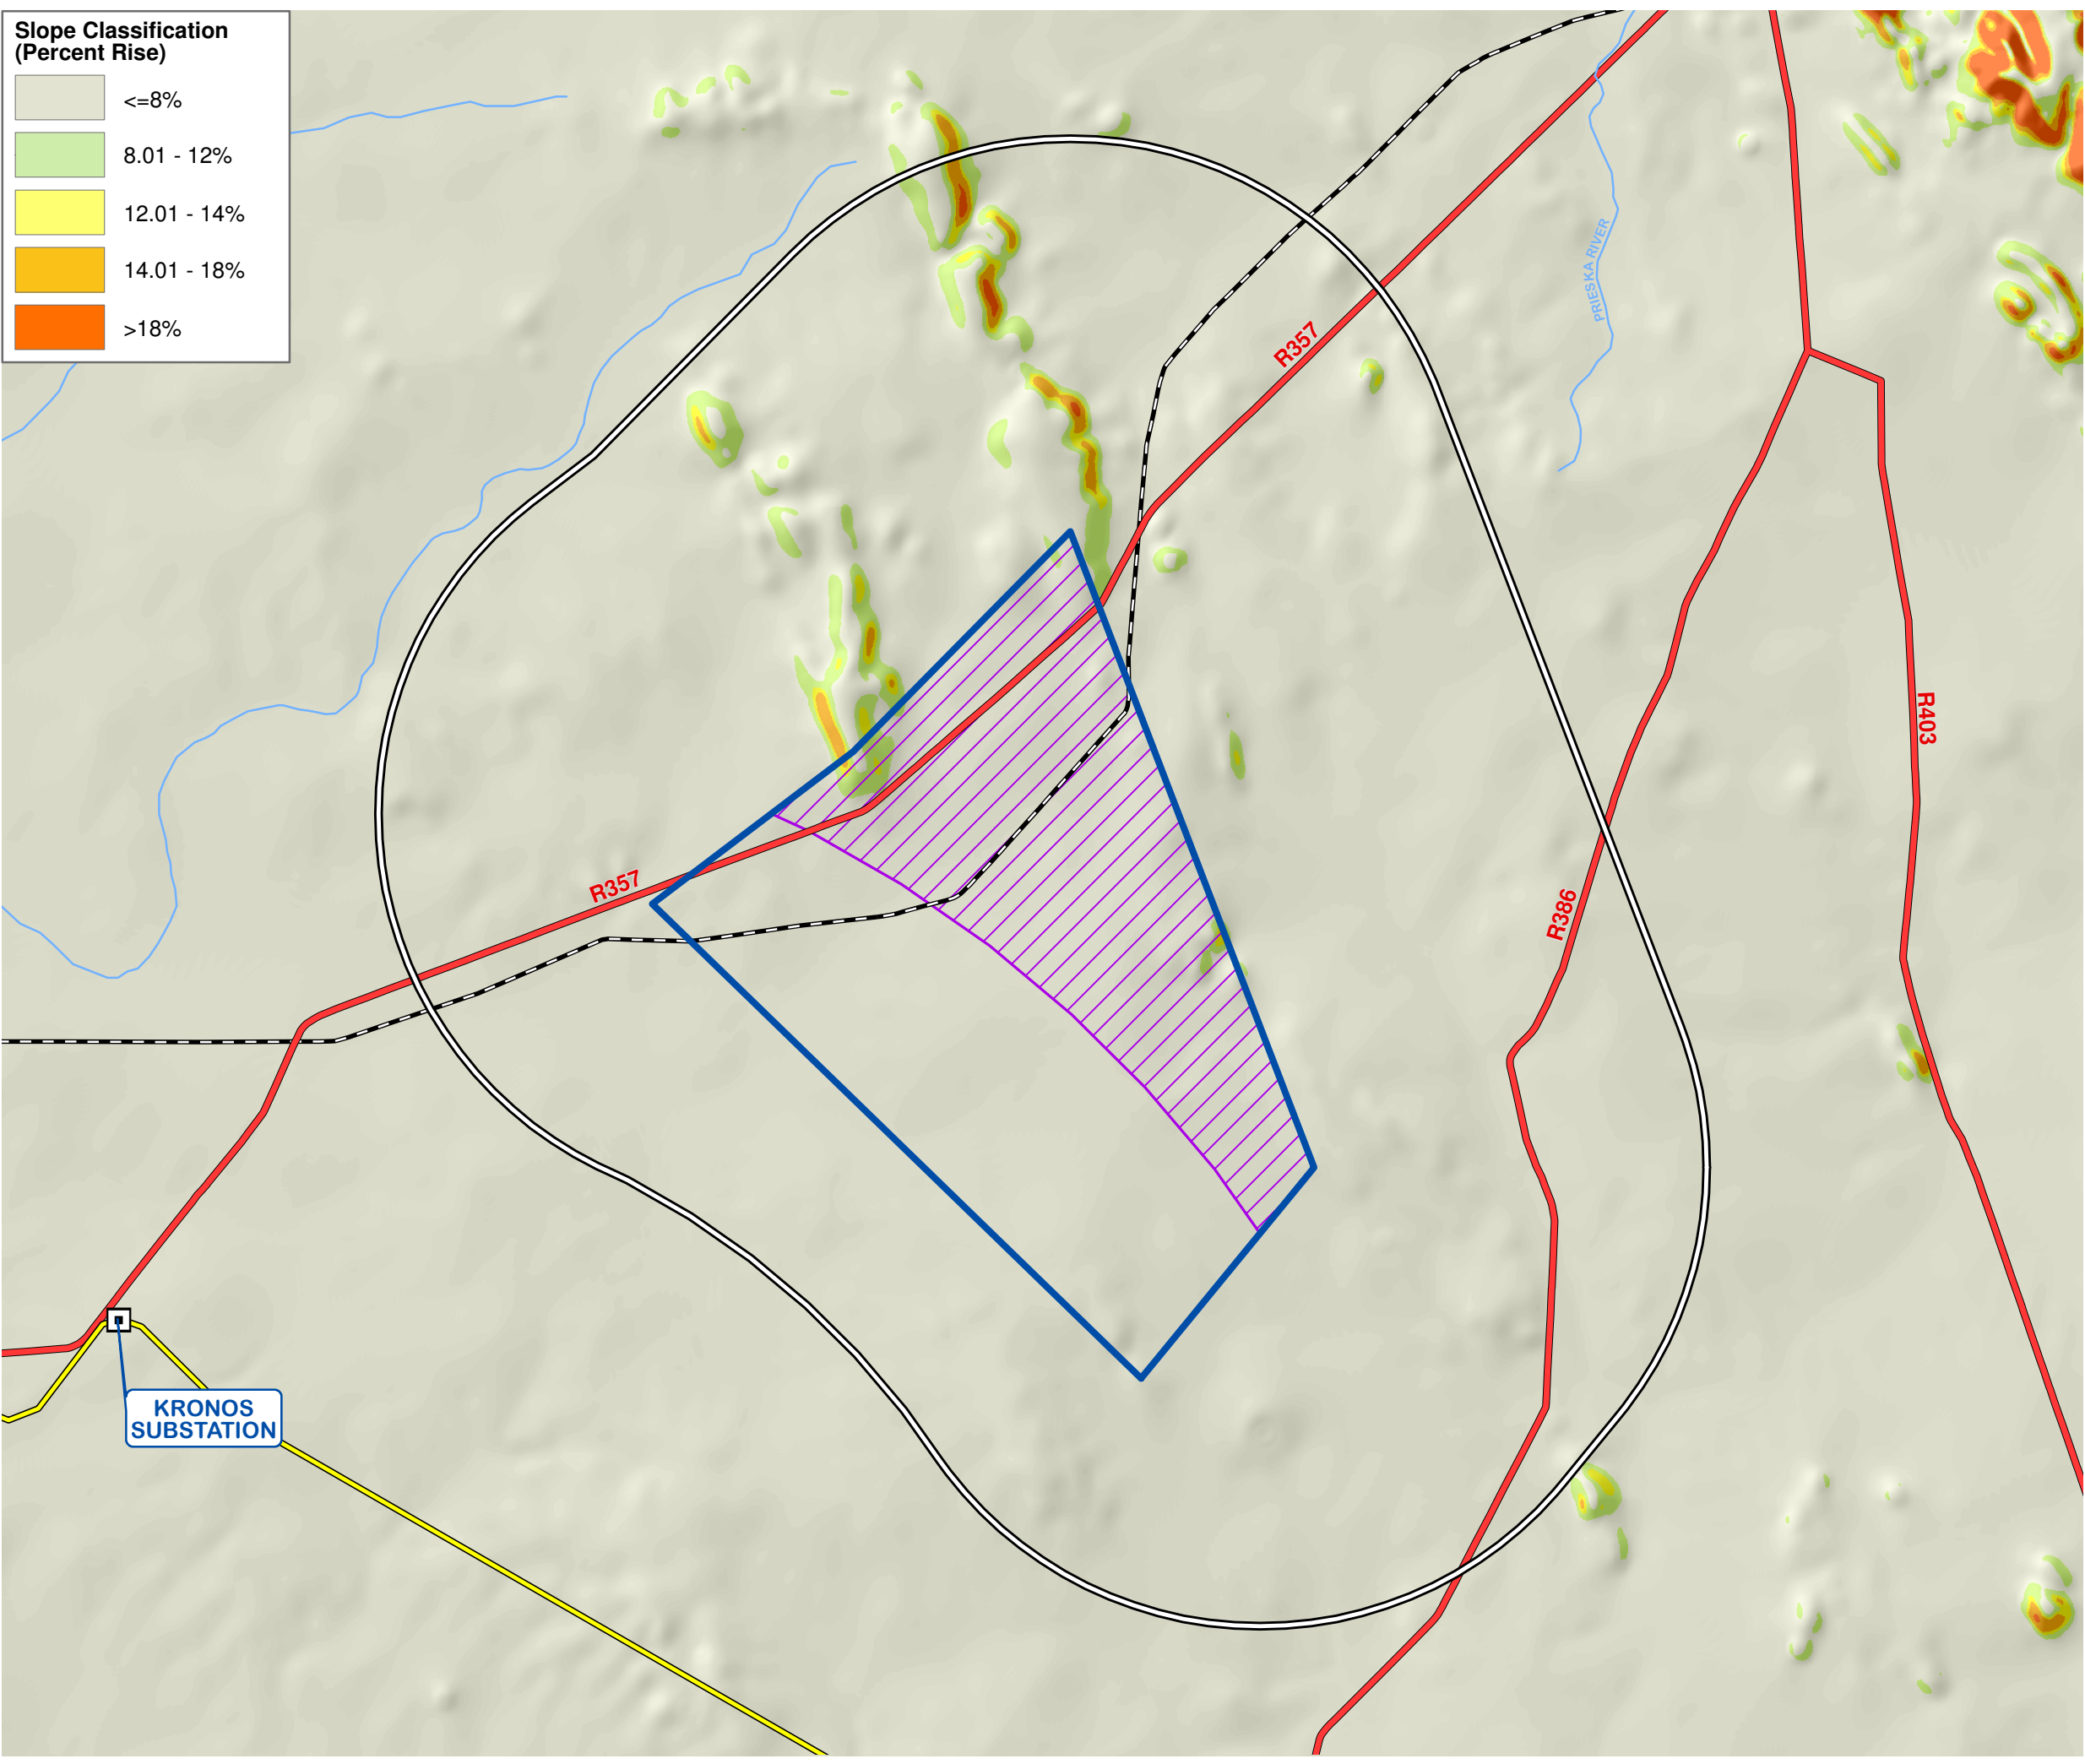 Slope Classification
(Percent Rise)
<=8%
8.01 - 12%
12.01 - 14%
14.01 - 18%
>18%
PRIESKA RIVER
R357
R403
R357
R386
KRONOS
SUBSTATION